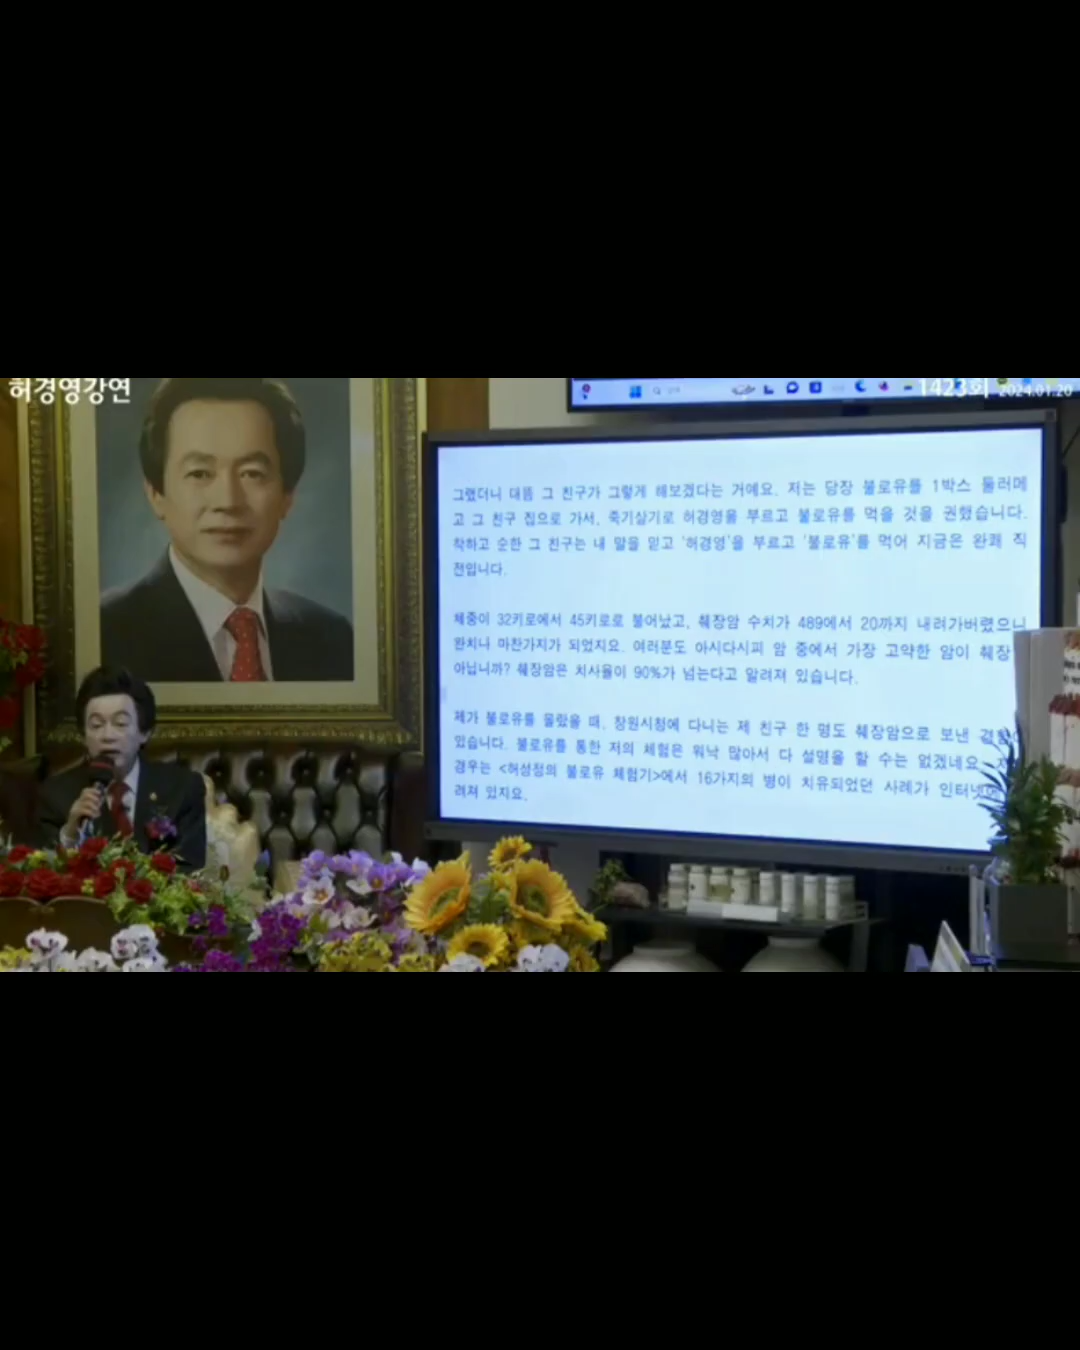 허경영강연
1423회 2024.01.20
그랬더니 대뜸 그 친구가 그렇게 해보겠다는 거예요. 저는 당장 불로유를 1박스 둘러메
고 그 친구 집으로 가서, 죽기살기로 허경영을 부르고 불로유를 먹을 것을 권했습니다.
착하고 순한 그 친구는 내 말을 믿고 '허경영'을 부르고 '불로유'를 먹어 지금은 완쾌 직
전입니다.
체중이 32키로에서 45키로로 불어났고, 췌장암 수치가 489에서 20까지 내려가버렸으니
완치나 마찬가지가 되었지요. 여러분도 아시다시피 암 중에서 가장 고약한 암이 췌장
아닙니까? 췌장암은 치사율이 90%가 넘는다고 알려져 있습니다.
제가 불로유를 몰랐을 때, 창원시청에 다니는 제 친구 한 명도 췌장암으로 보낸
있습니다. 불로유를 통한 저의 체험은 워낙 많아서 다 설명을 할 수는 없겠네요.
경우는 <허성정의 불로유 체험기>에서 16가지의 병이 치유되었던 사례가 인터넷에
려져 있지요.